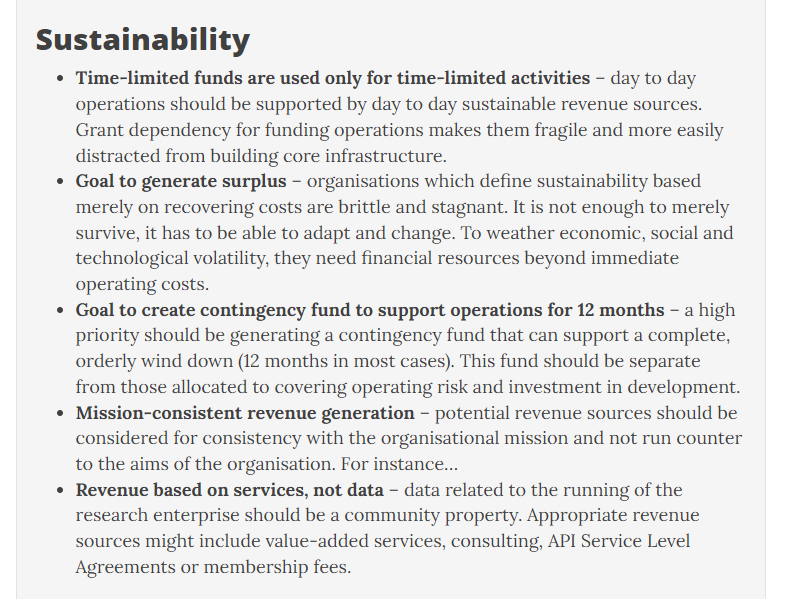 Sustainability
• Time-limited funds are used only for time-limited activities – day to day
operations should be supported by day to day sustainable revenue sources.
Grant dependency for funding operations makes them fragile and more easily
distracted from building core infrastructure.
• Goal to generate surplus – organisations which define sustainability based
merely on recovering costs are brittle and stagnant. It is not enough to merely
survive, it has to be able to adapt and change. To weather economic, social and
technological volatility, they need financial resources beyond immediate
operating costs.
• Goal to create contingency fund to support operations for 12 months – a high
priority should be generating a contingency fund that can support a complete,
orderly wind down (12 months in most cases). This fund should be separate
from those allocated to covering operating risk and investment in development.
• Mission-consistent revenue generation – potential revenue sources should be
considered for consistency with the organisational mission and not run counter
to the aims of the organisation. For instance…
• Revenue based on services, not data – data related to the running of the
research enterprise should be a community property. Appropriate revenue
sources might include value-added services, consulting, API Service Level
Agreements or membership fees.